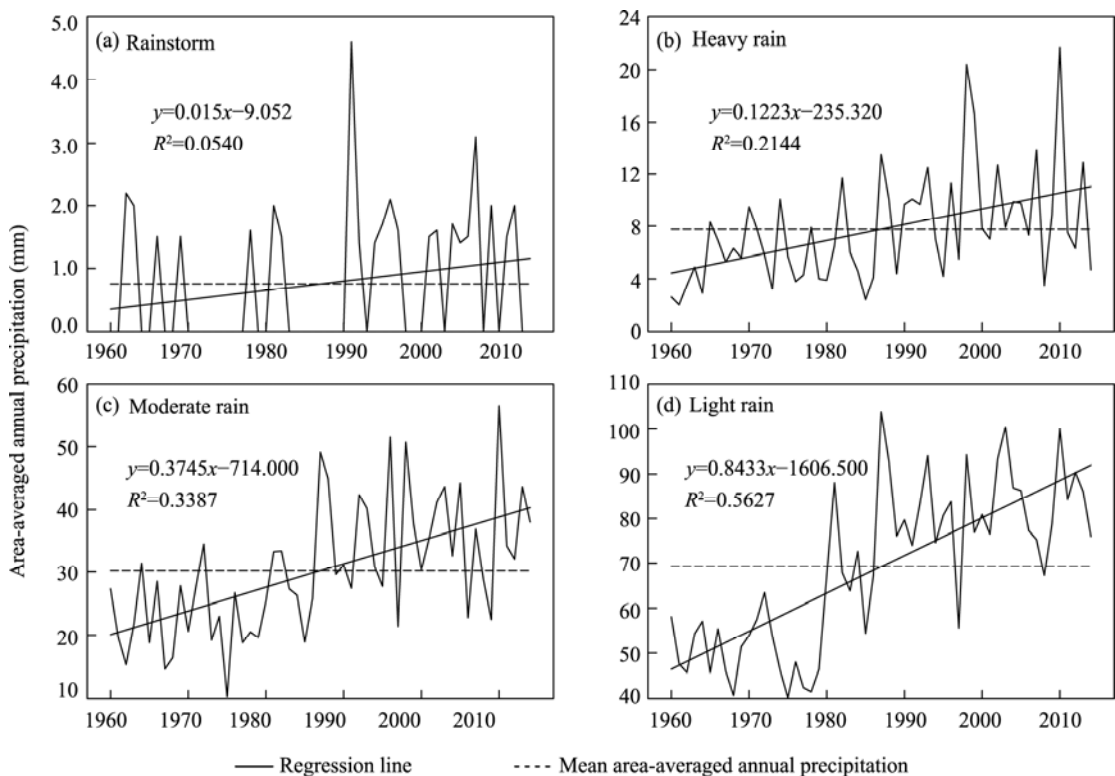 Area-averaged annual precipitation (mm)
(a) Rainstorm
y=0.015x−9.052
R²=0.0540
5.0
4.0
3.0
2.0
1.0
0.0
1960 1970 1980 1990 2000 2010
(b) Heavy rain
y=0.1223x−235.320
R²=0.2144
24
20
16
12
8
4
0
1960 1970 1980 1990 2000 2010
(c) Moderate rain
y=0.3745x−714.000
R²=0.3387
60
50
40
30
20
10
1960 1970 1980 1990 2000 2010
(d) Light rain
y=0.8433x−1606.500
R²=0.5627
110
100
90
80
70
60
50
40
1960 1970 1980 1990 2000 2010
Regression line
Mean area-averaged annual precipitation